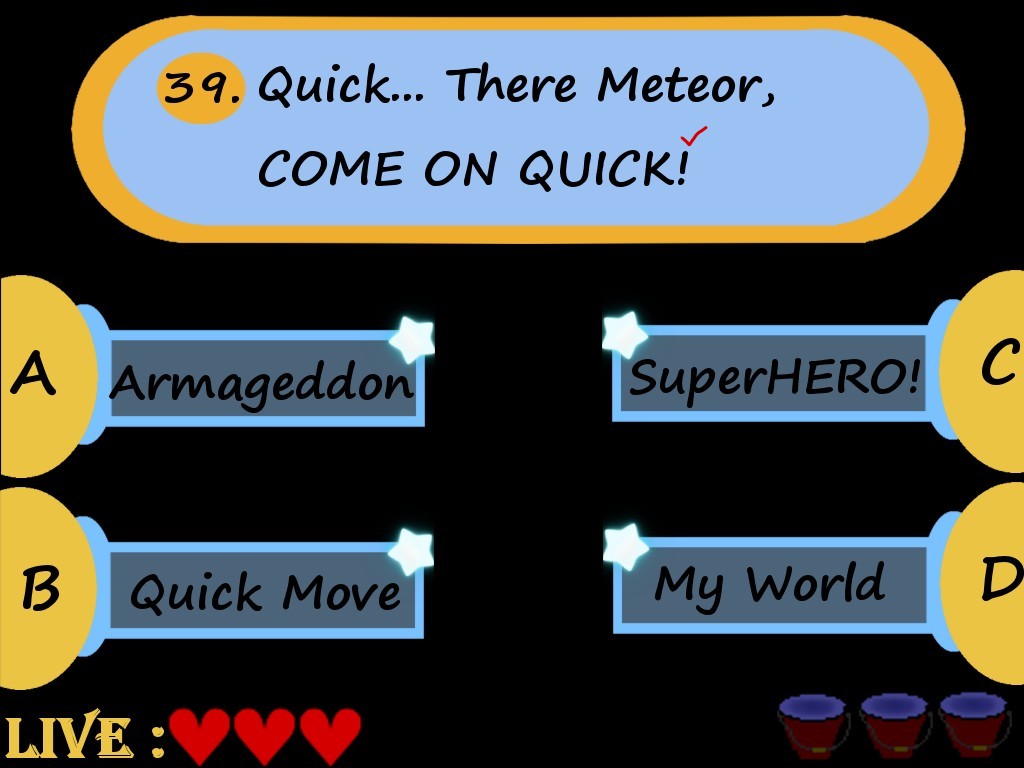 39. Quick... There Meteor,
COME ON QUICK!
A Armageddon
C SuperHERO!
B Quick Move
D My World
LIVE :